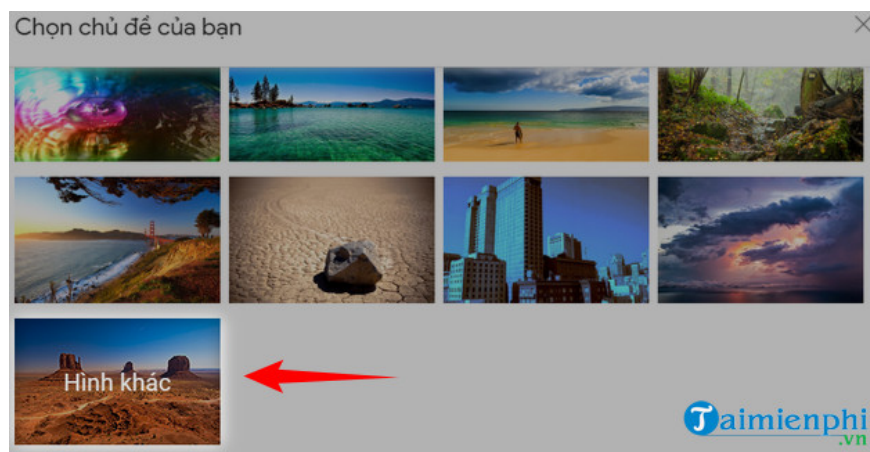 Chọn chủ đề của bạn
Hình khác
Taimienphi
.vn